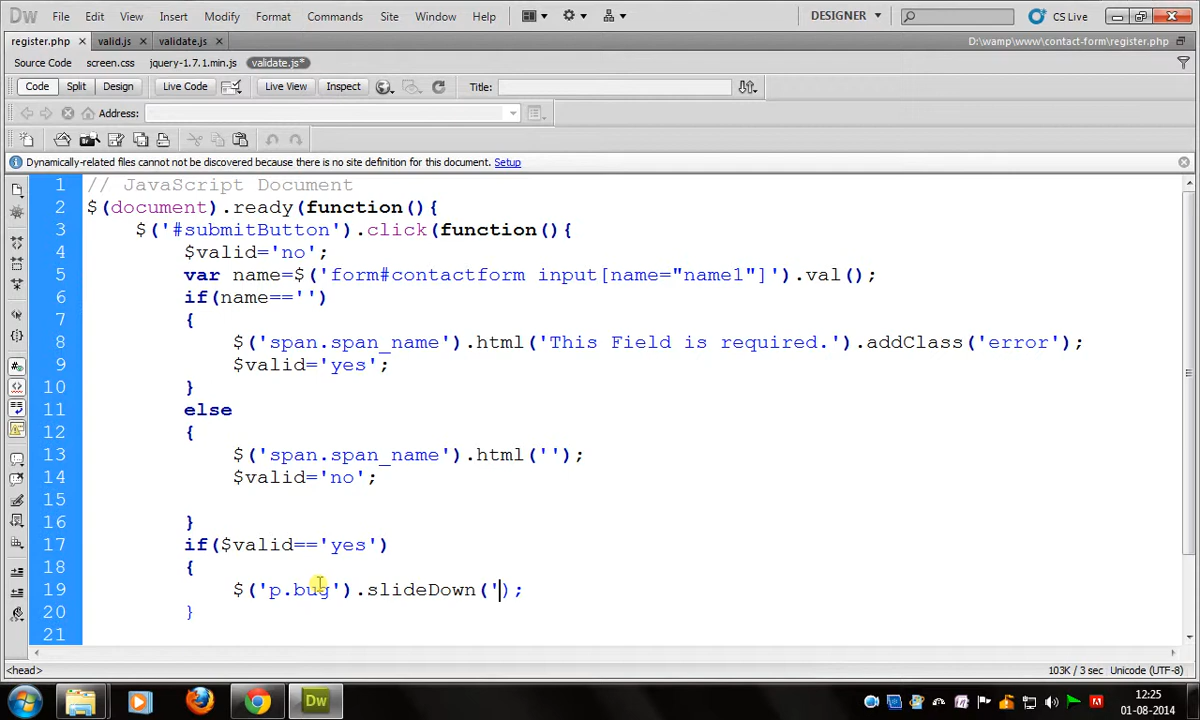 Dw File Edit View Insert Modify Format Commands Site Window Help DESIGNER CS Live
register.php valid.js validate.js D:\wamp\www\contact-form\register.php
Source Code screen.css jquery-1.7.1.min.js validate.js*
Code Split Design Live Code Live View Inspect Title:
Address:
Dynamically-related files cannot not be discovered because there is no site definition for this document. Setup
1 // JavaScript Document
2 $(document).ready(function(){
3 $('#submitButton').click(function(){
4 $valid='no';
5 var name=$('form#contactform input[name="name1"]').val();
6 if(name=='')
7 {
8 $('span.span_name').html('This Field is required.').addClass('error');
9 $valid='yes';
10 }
11 else
12 {
13 $('span.span_name').html('');
14 $valid='no';
15
16 }
17 if($valid=='yes')
18 {
19 $('p.bug').slideDown(');
20 }
21
<head> 103K / 3 sec Unicode (UTF-8)
Dw 12:25
01-08-2014